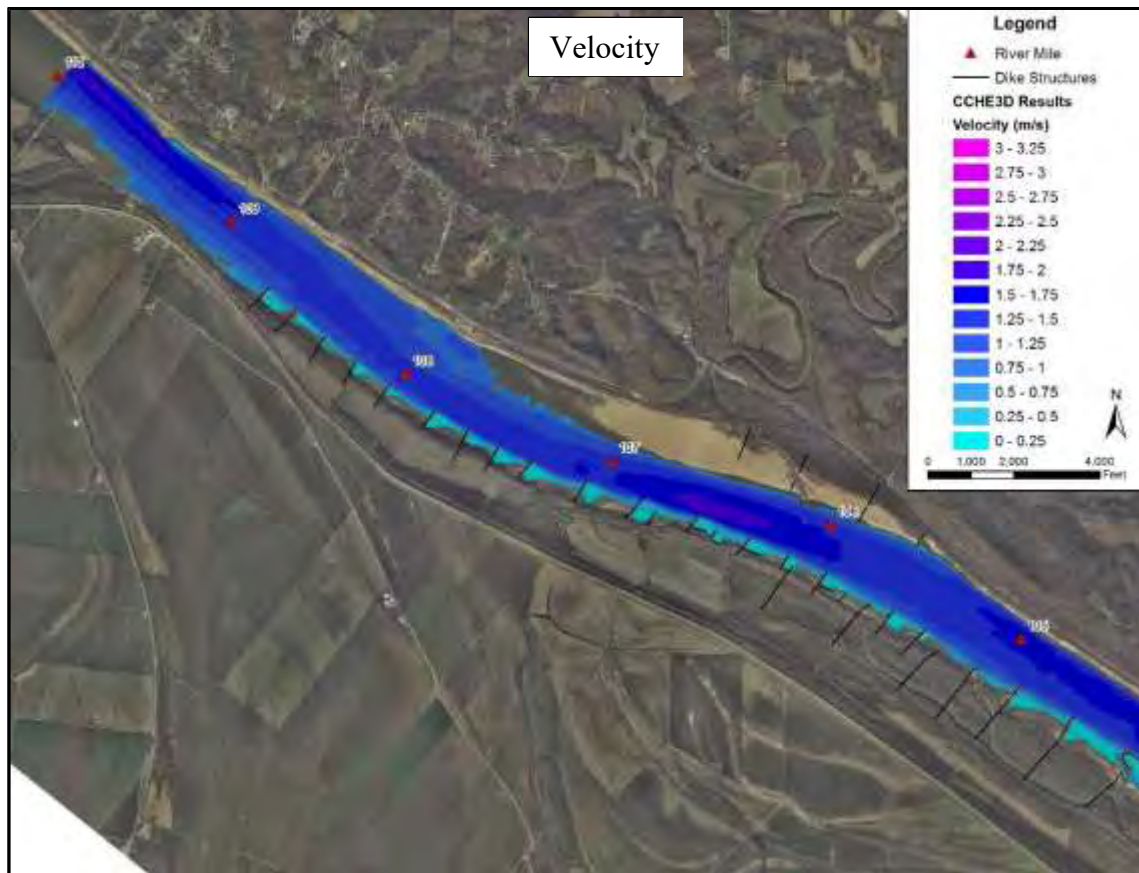 Velocity
Legend
River Mile
Dike Structures
CCHE3D Results
Velocity (m/s)
3 - 3.25
2.75 - 3
2.5 - 2.75
2.25 - 2.5
2 - 2.25
1.75 - 2
1.5 - 1.75
1.25 - 1.5
1 - 1.25
0.75 - 1
0.5 - 0.75
0.25 - 0.5
0 - 0.25
N
0 1,000 2,000 4,000
Feet
109
108
107